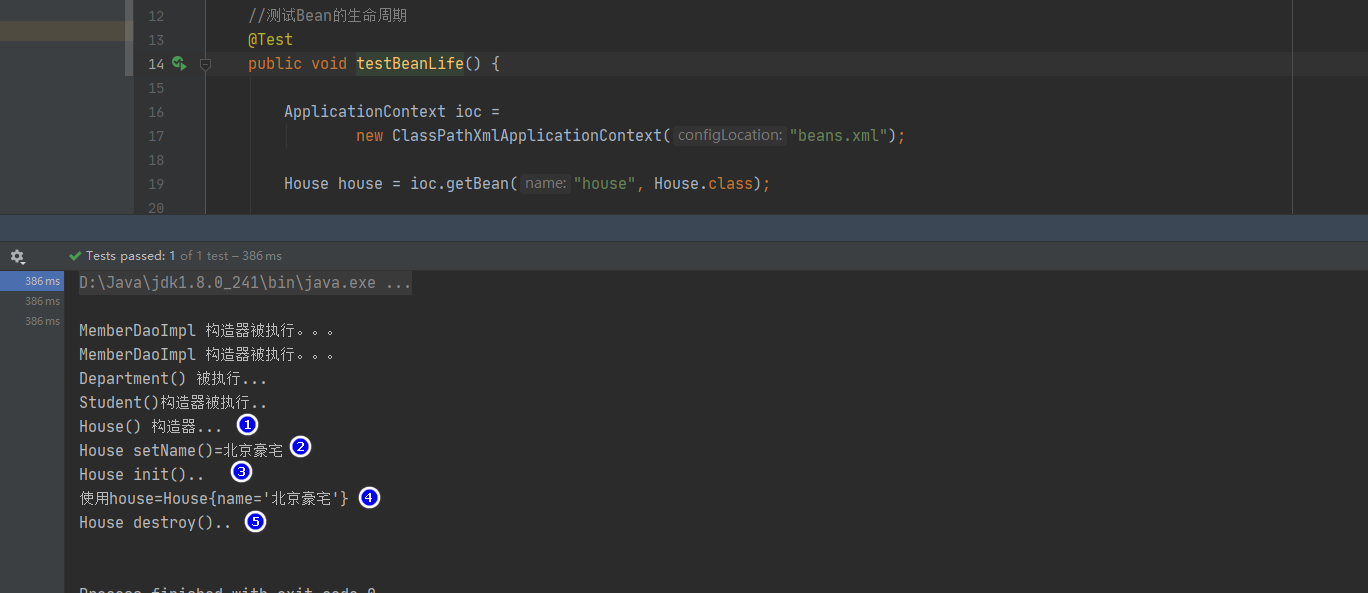 12 //测试Bean的生命周期
13 @Test
14 public void testBeanLife() {
15
16 ApplicationContext ioc =
17 new ClassPathXmlApplicationContext( configLocation: "beans.xml");
18
19 House house = ioc.getBean( name: "house", House.class);
20
Tests passed: 1 of 1 test – 386 ms
386 ms D:\Java\jdk1.8.0_241\bin\java.exe ...
386 ms
386 ms
MemberDaoImpl 构造器被执行。。。
MemberDaoImpl 构造器被执行。。。
Department() 被执行...
Student()构造器被执行..
House() 构造器... 1
House setName()=北京豪宅 2
House init().. 3
使用house=House{name='北京豪宅'} 4
House destroy().. 5
Process finished with exit code 0